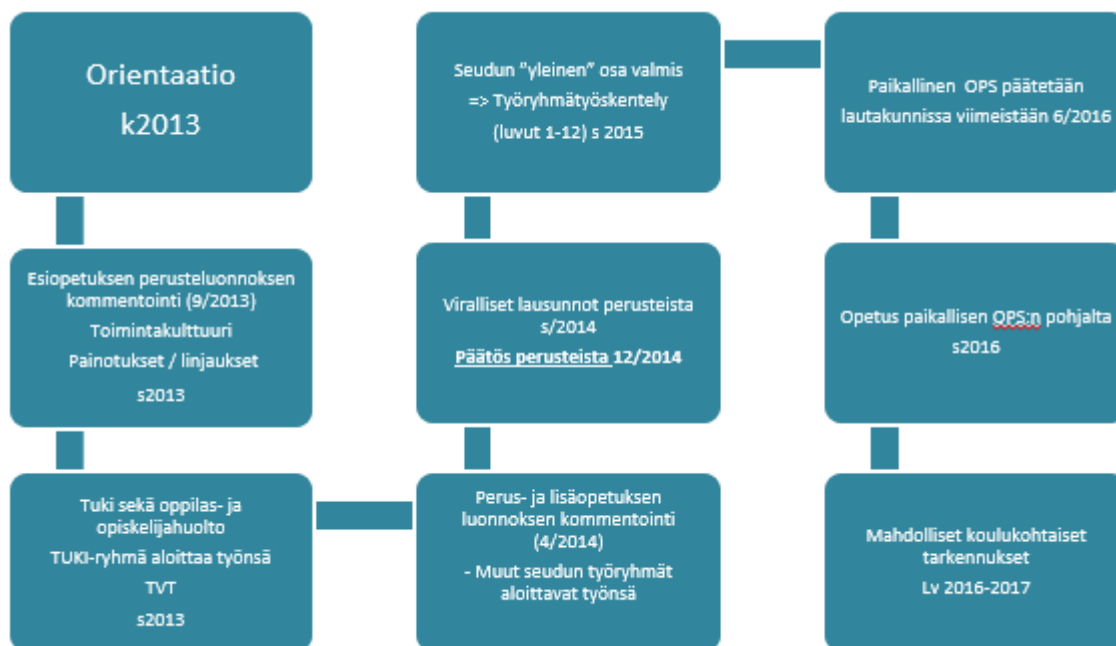 Orientaatio
k2013
Esiopetuksen perusteluonnoksen
kommentointi (9/2013)
Toimintakulttuuri
Painotukset / linjaukset
s2013
Tuki sekä oppilas- ja
opiskelijahuolto
TUKI-ryhmä aloittaa työnsä
TVT
s2013
Perus- ja lisäopetuksen
luonnoksen kommentointi
(4/2014)
- Muut seudun työryhmät
aloittavat työnsä
Viralliset lausunnot perusteista
s/2014
Päätös perusteista 12/2014
Seudun ”yleinen” osa valmis
=> Työryhmätyöskentely
(luvut 1-12) s 2015
Paikallinen OPS päätetään
lautakunnissa viimeistään 6/2016
Opetus paikallisen OPS:n pohjalta
s2016
Mahdolliset koulukohtaiset
tarkennukset
Lv 2016-2017